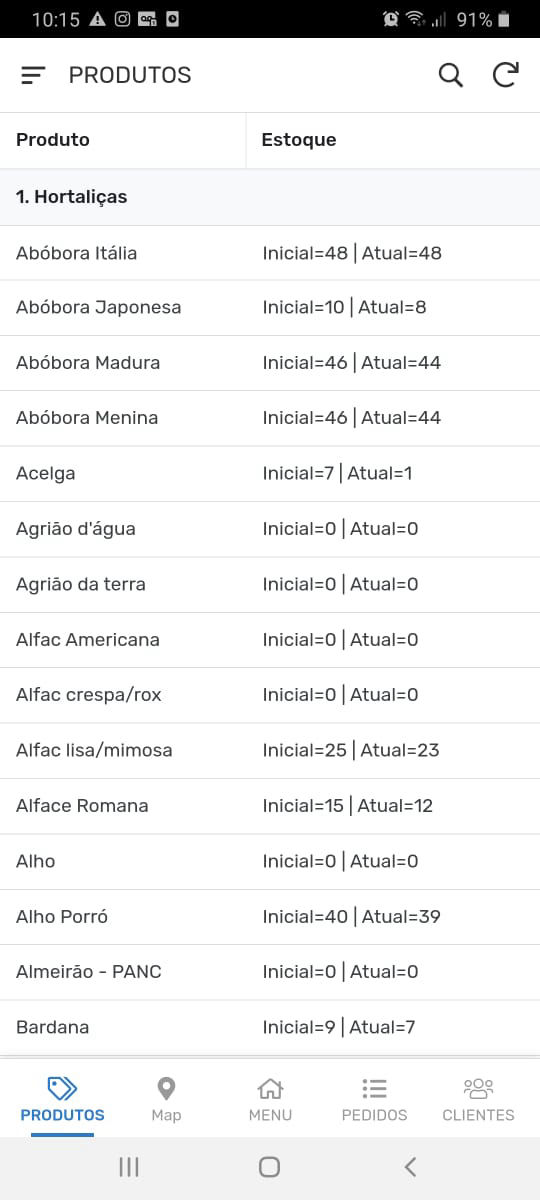 10:15 91%
PRODUTOS
Produto Estoque
1. Hortaliças
Abóbora Itália Inicial=48 | Atual=48
Abóbora Japonesa Inicial=10 | Atual=8
Abóbora Madura Inicial=46 | Atual=44
Abóbora Menina Inicial=46 | Atual=44
Acelga Inicial=7 | Atual=1
Agrião d'água Inicial=0 | Atual=0
Agrião da terra Inicial=0 | Atual=0
Alfac Americana Inicial=0 | Atual=0
Alfac crespa/rox Inicial=0 | Atual=0
Alfac lisa/mimosa Inicial=25 | Atual=23
Alface Romana Inicial=15 | Atual=12
Alho Inicial=0 | Atual=0
Alho Porró Inicial=40 | Atual=39
Almeirão - PANC Inicial=0 | Atual=0
Bardana Inicial=9 | Atual=7
PRODUTOS Map MENU PEDIDOS CLIENTES